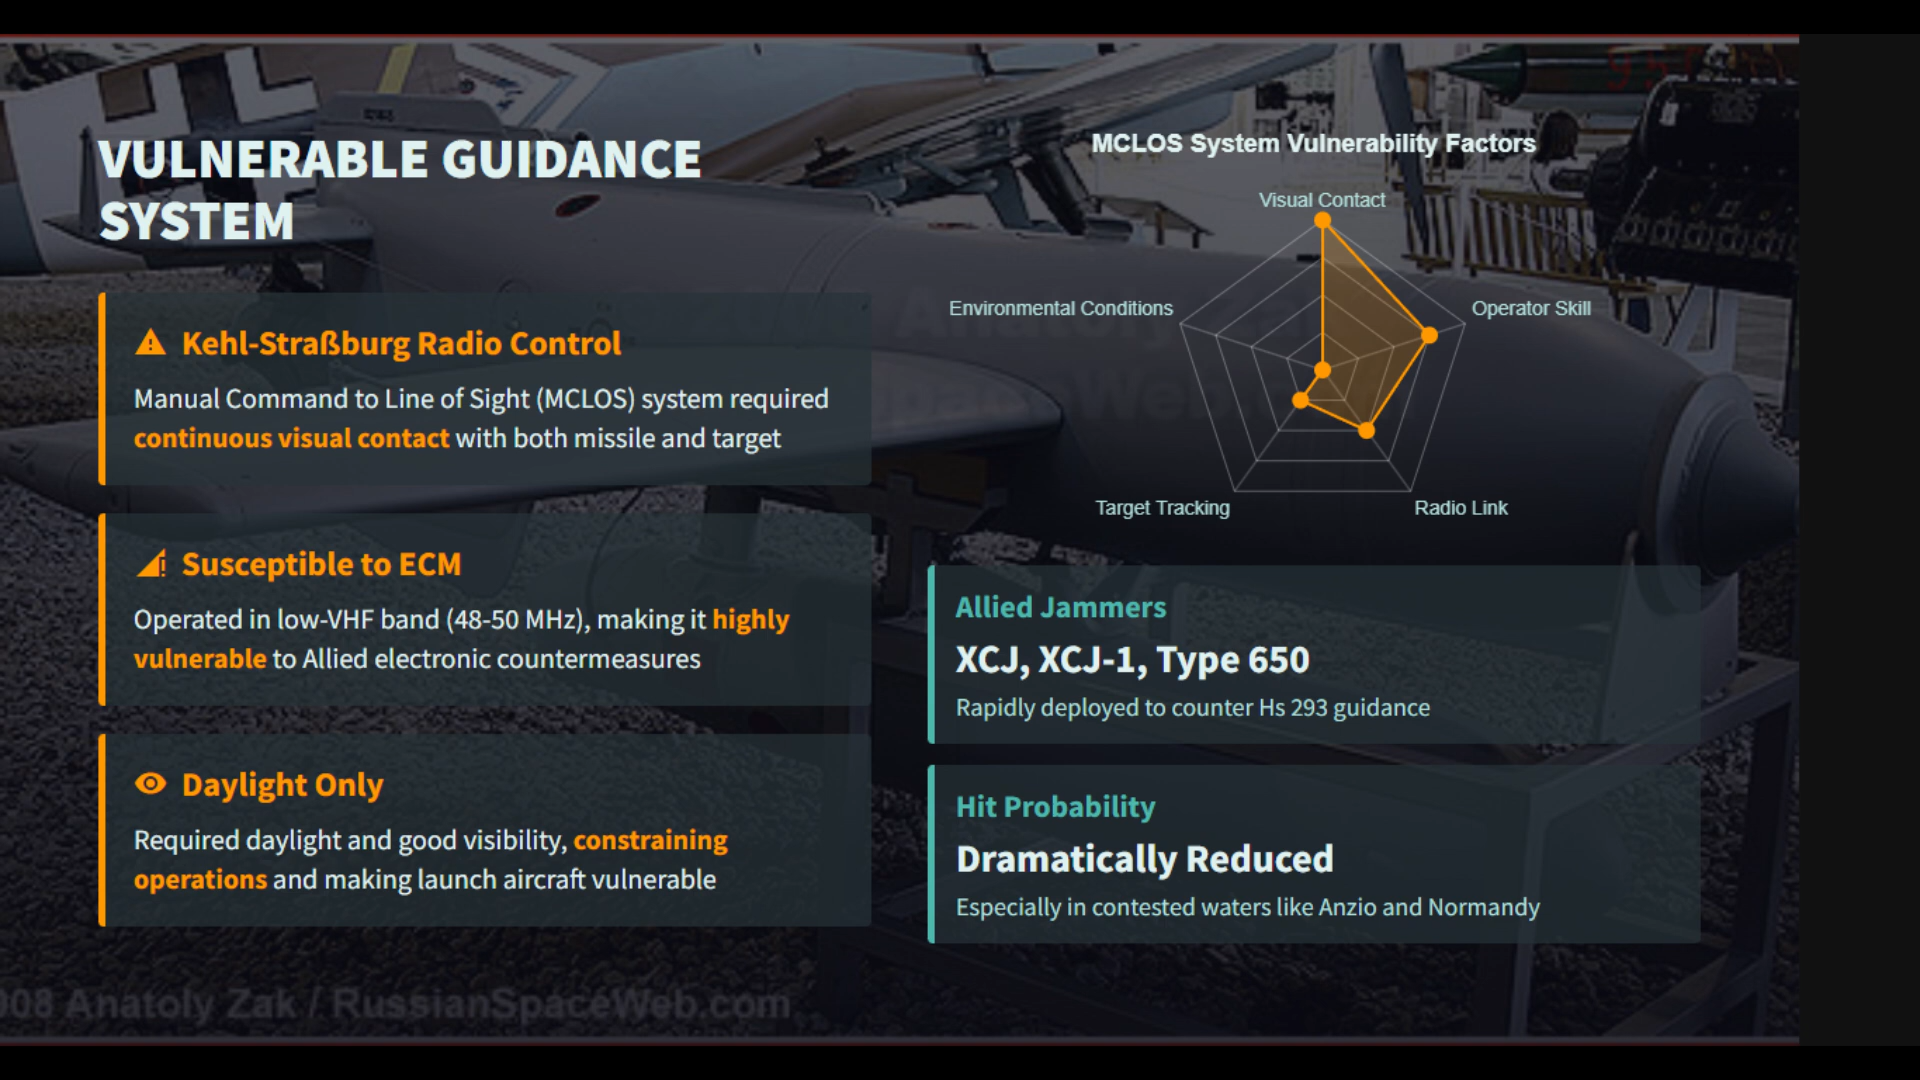 VULNERABLE GUIDANCE
SYSTEM
Kehl-Straßburg Radio Control
Manual Command to Line of Sight (MCLOS) system required
continuous visual contact with both missile and target
Susceptible to ECM
Operated in low-VHF band (48-50 MHz), making it highly
vulnerable to Allied electronic countermeasures
Daylight Only
Required daylight and good visibility, constraining
operations and making launch aircraft vulnerable
MCLOS System Vulnerability Factors
Visual Contact
Environmental Conditions
Operator Skill
Target Tracking
Radio Link
Allied Jammers
XCJ, XCJ-1, Type 650
Rapidly deployed to counter Hs 293 guidance
Hit Probability
Dramatically Reduced
Especially in contested waters like Anzio and Normandy
008 Anatoly Zak / RussianSpaceWeb.com